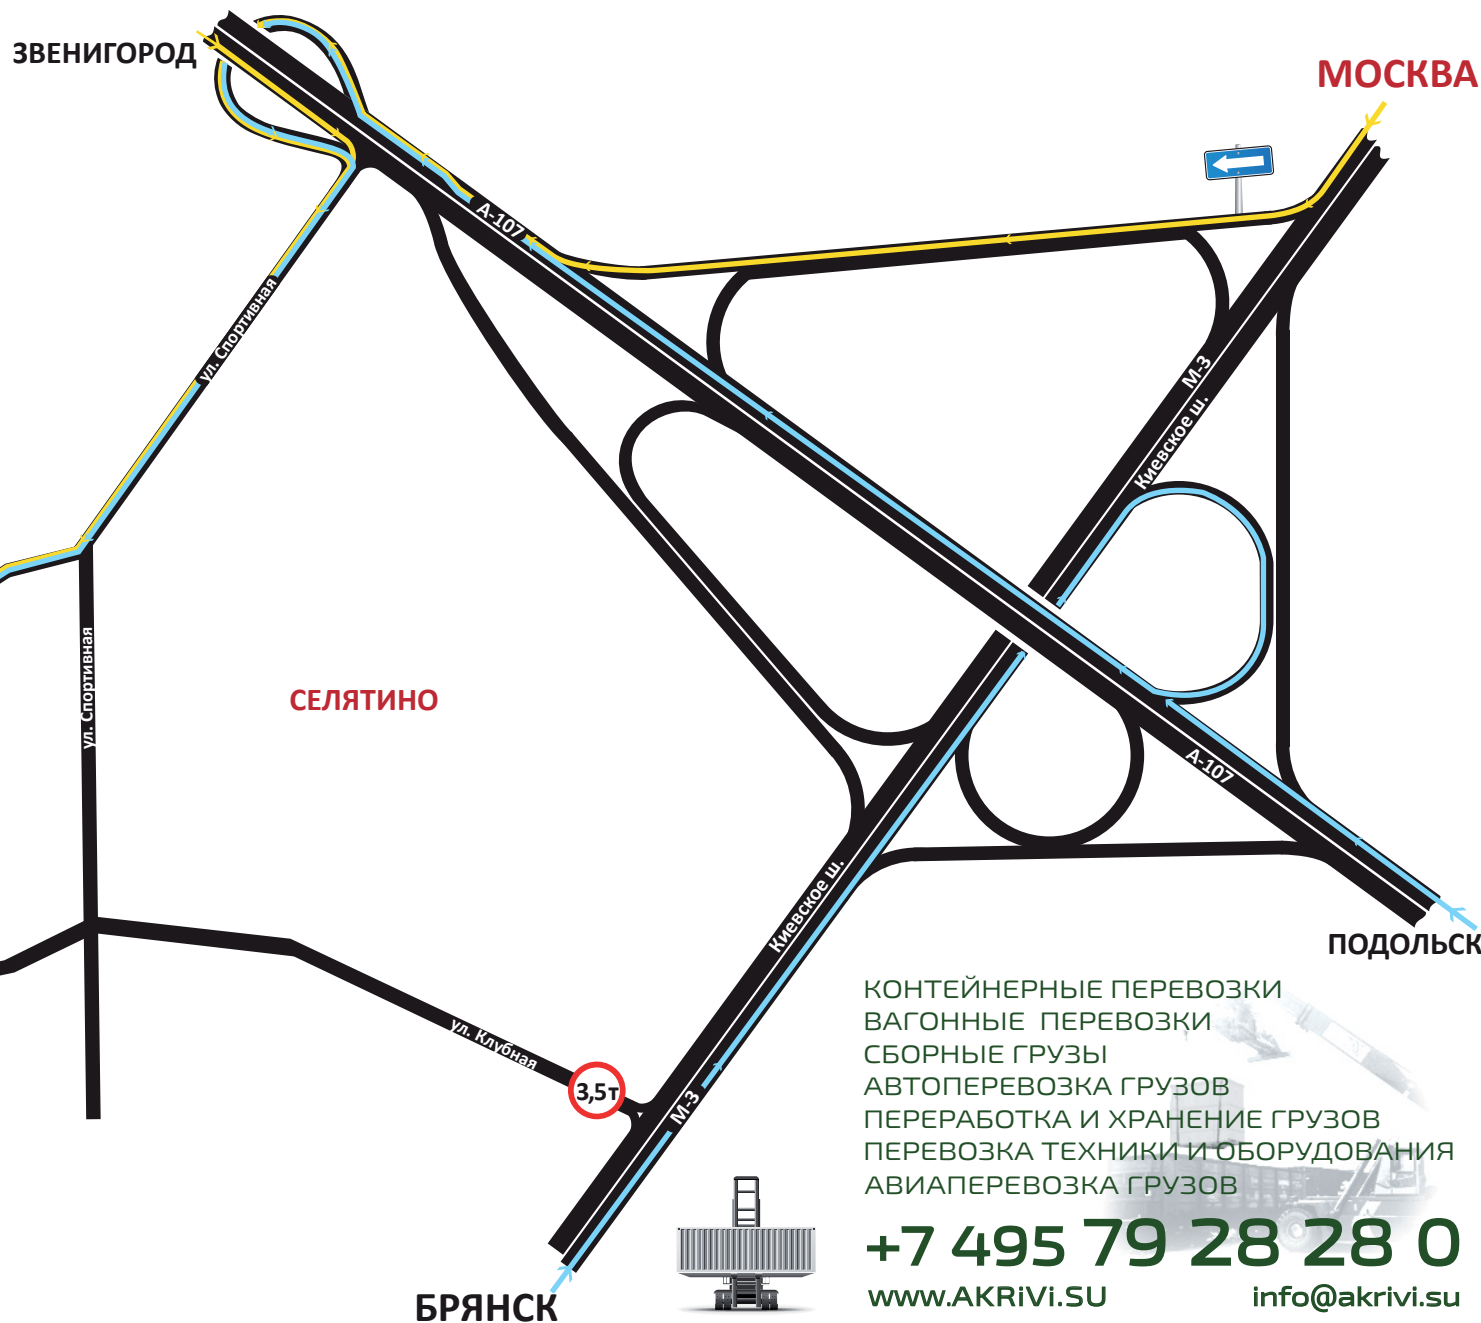 ЗВЕНИГОРОД
МОСКВА
А-107
ул. Спортивная
М-3
Киевское ш.
ул. Спортивная
СЕЛЯТИНО
А-107
Киевское ш.
ПОДОЛЬСК
ул. Клубная
3,5т
М-3
БРЯНСК
КОНТЕЙНЕРНЫЕ ПЕРЕВОЗКИ
ВАГОННЫЕ ПЕРЕВОЗКИ
СБОРНЫЕ ГРУЗЫ
АВТОПЕРЕВОЗКА ГРУЗОВ
ПЕРЕРАБОТКА И ХРАНЕНИЕ ГРУЗОВ
ПЕРЕВОЗКА ТЕХНИКИ И ОБОРУДОВАНИЯ
АВИАПЕРЕВОЗКА ГРУЗОВ
+7 495 79 28 28 0
www.AKRiVi.SU info@akrivi.su